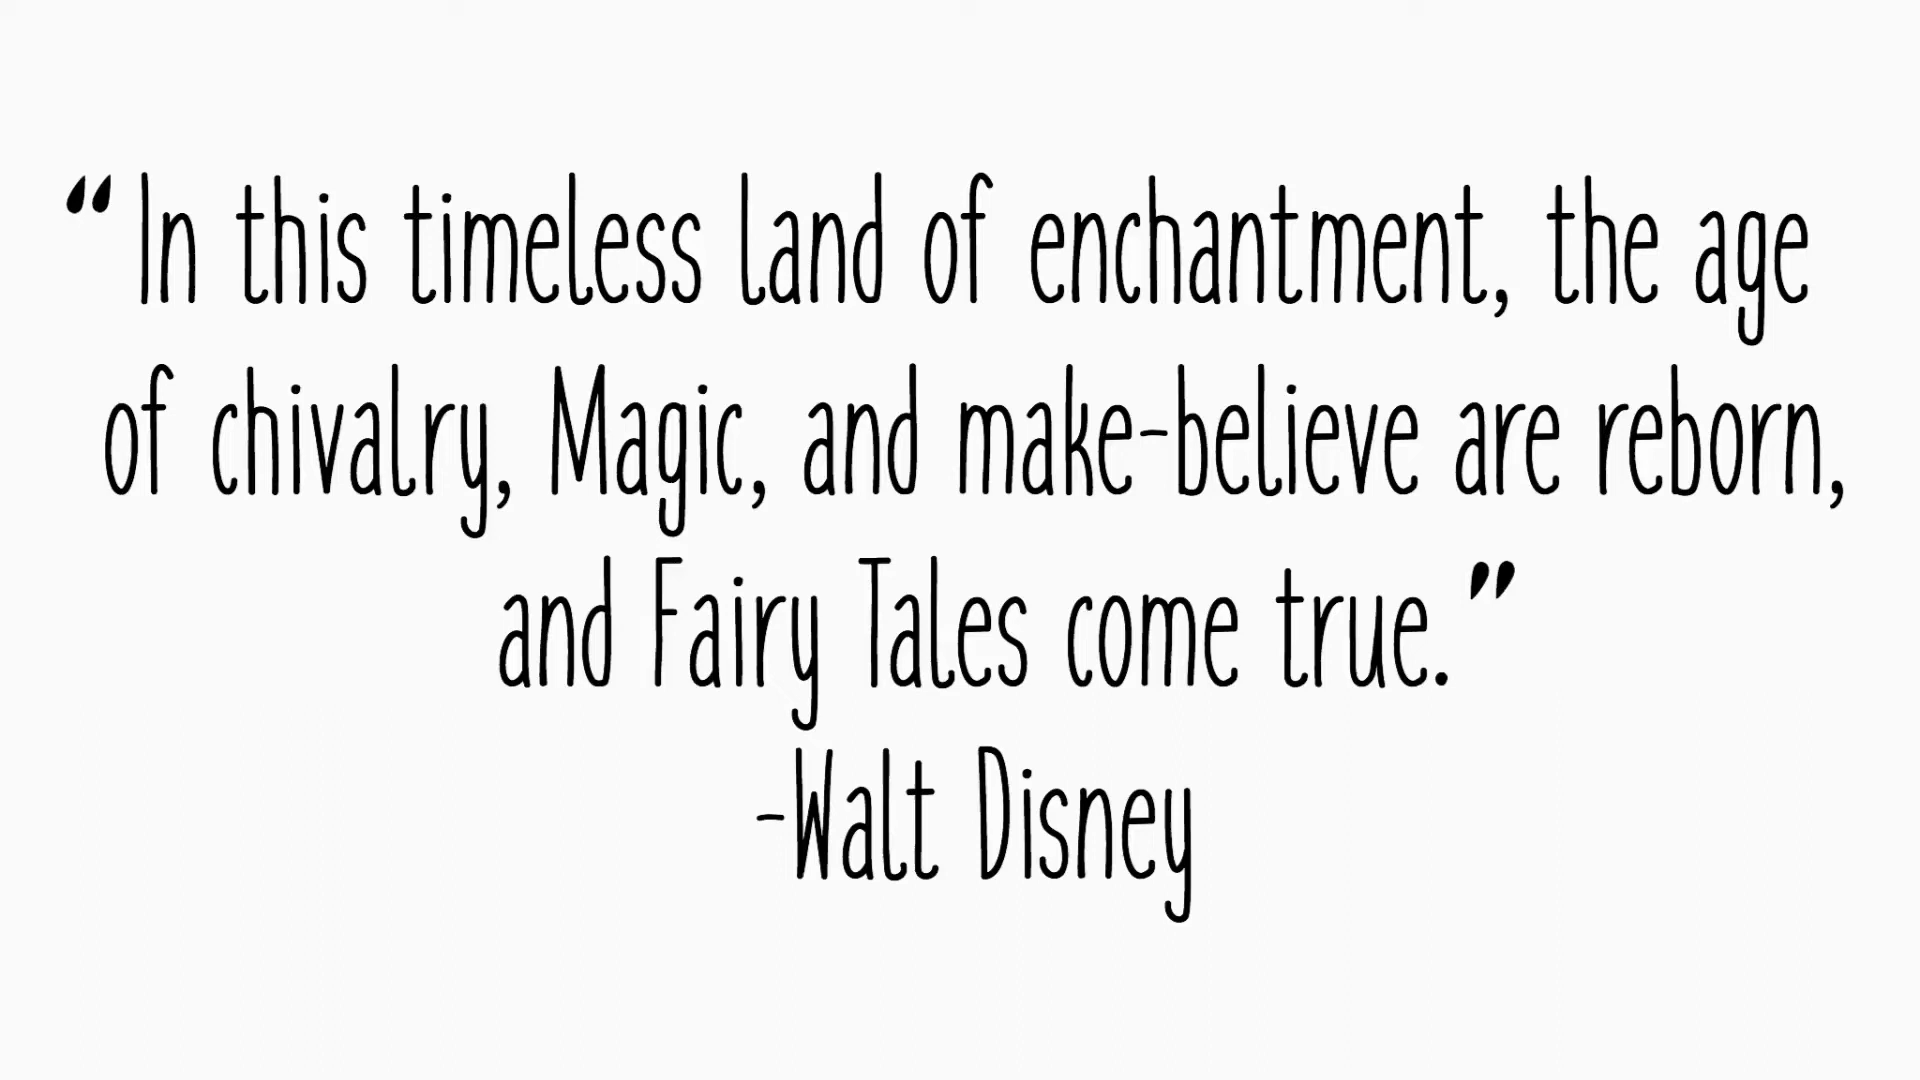 “In this timeless land of enchantment, the age
of chivalry, Magic, and make-believe are reborn,
and Fairy Tales come true.”
-Walt Disney